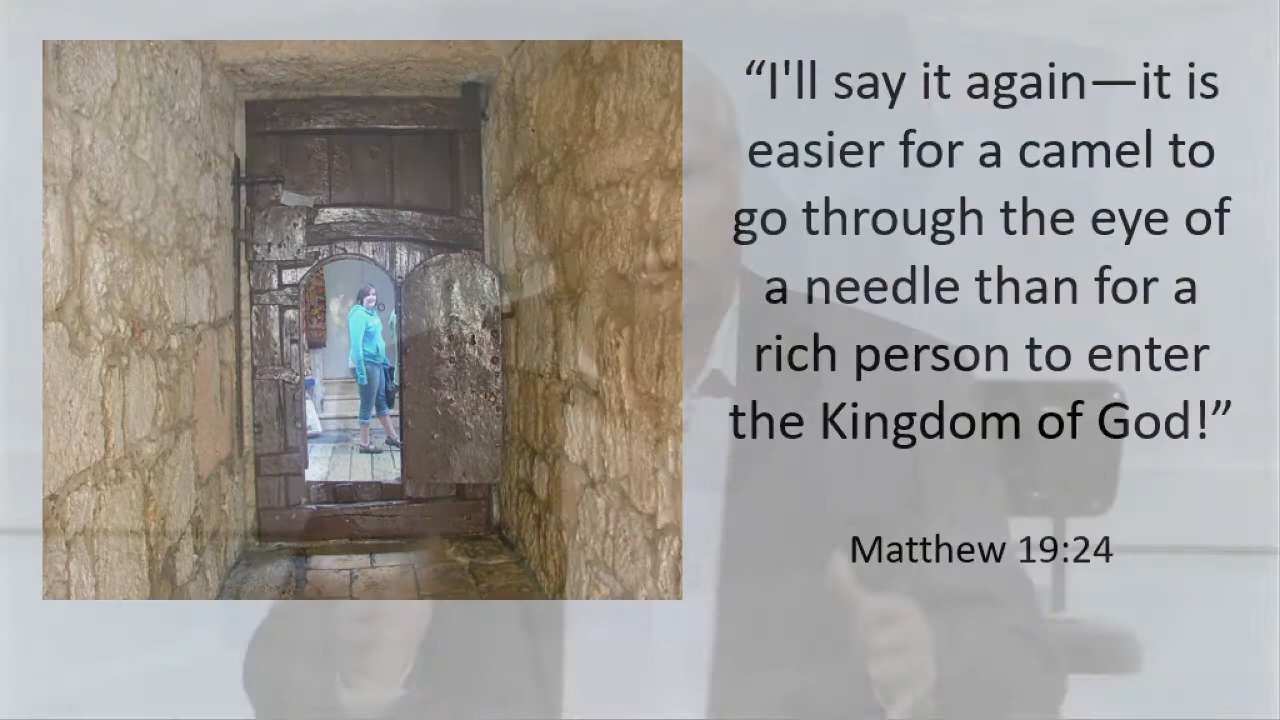 “I'll say it again—it is
easier for a camel to
go through the eye of
a needle than for a
rich person to enter
the Kingdom of God!”
Matthew 19:24